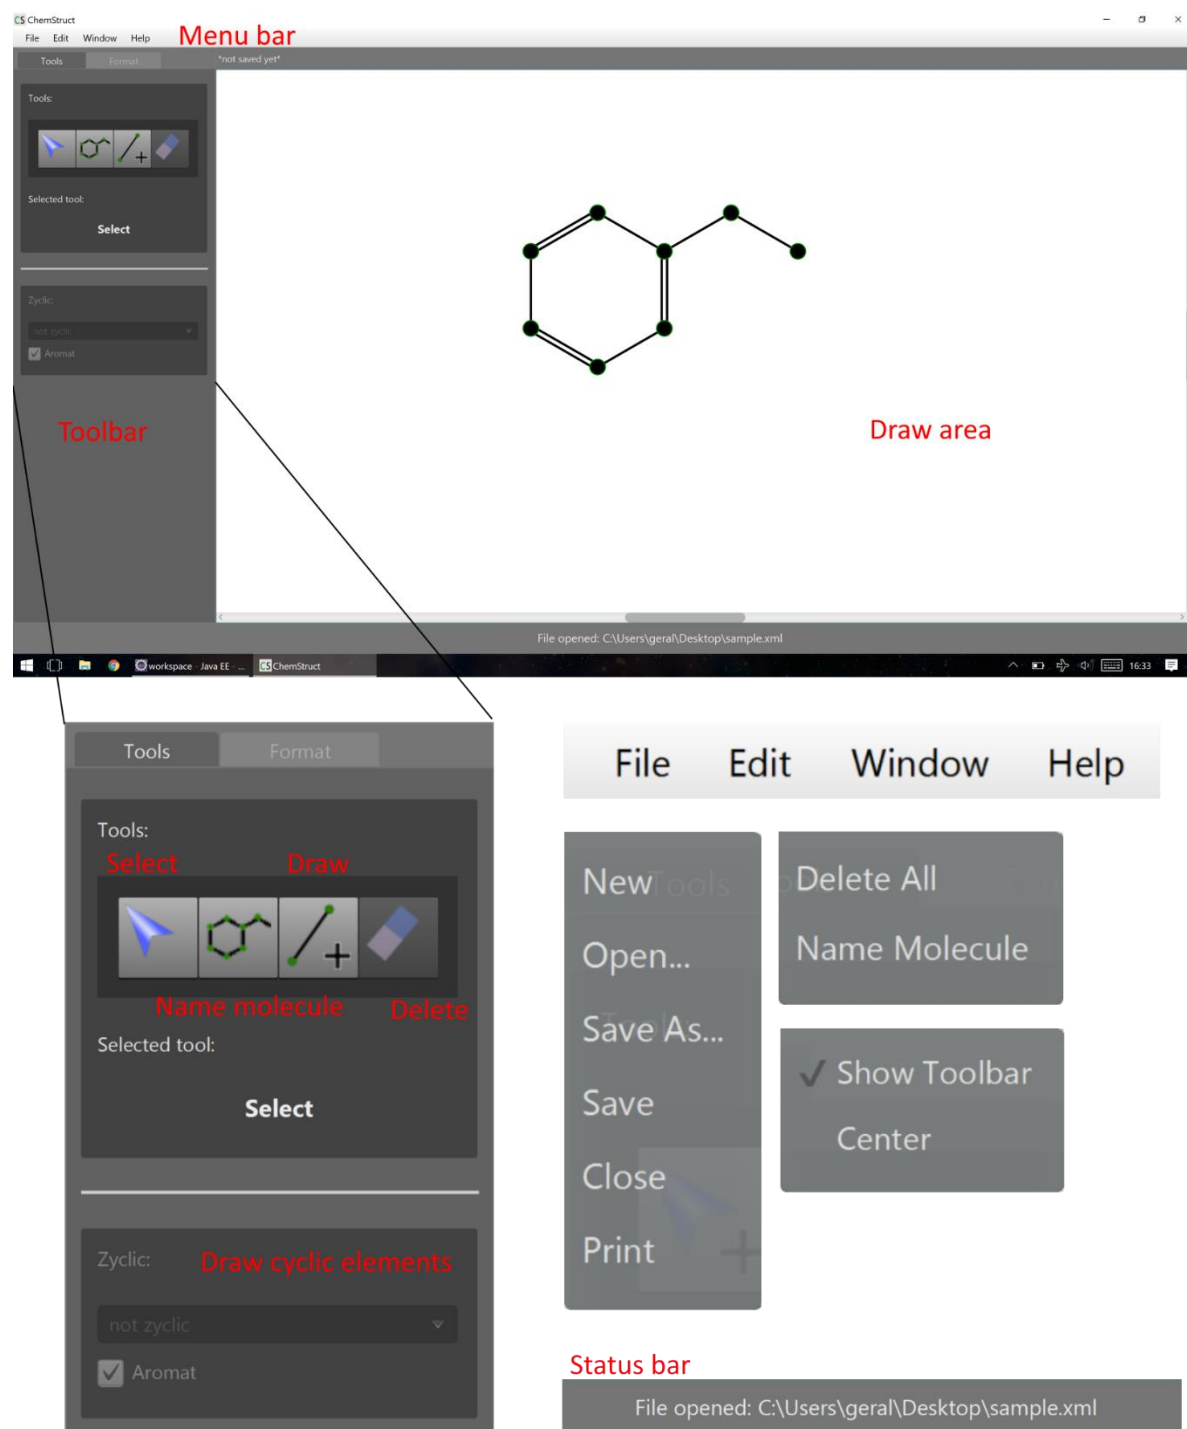 CS ChemStruct
File Edit Window Help
Menu bar
Tools Format
*not saved yet*
Tools:
Selected tool:
Select
Zyclic:
not zyclic
Aromat
Toolbar
Draw area
File opened: C:\Users\geral\Desktop\sample.xml
workspace - Java EE - ...
CS ChemStruct
16:33
Tools Format
Tools:
Select Draw
Name molecule Delete
Selected tool:
Select
Zyclic:
Draw cyclic elements
not zyclic
Aromat
File Edit Window Help
New
Open...
Save As...
Save
Close
Print
Delete All
Name Molecule
Show Toolbar
Center
Status bar
File opened: C:\Users\geral\Desktop\sample.xml